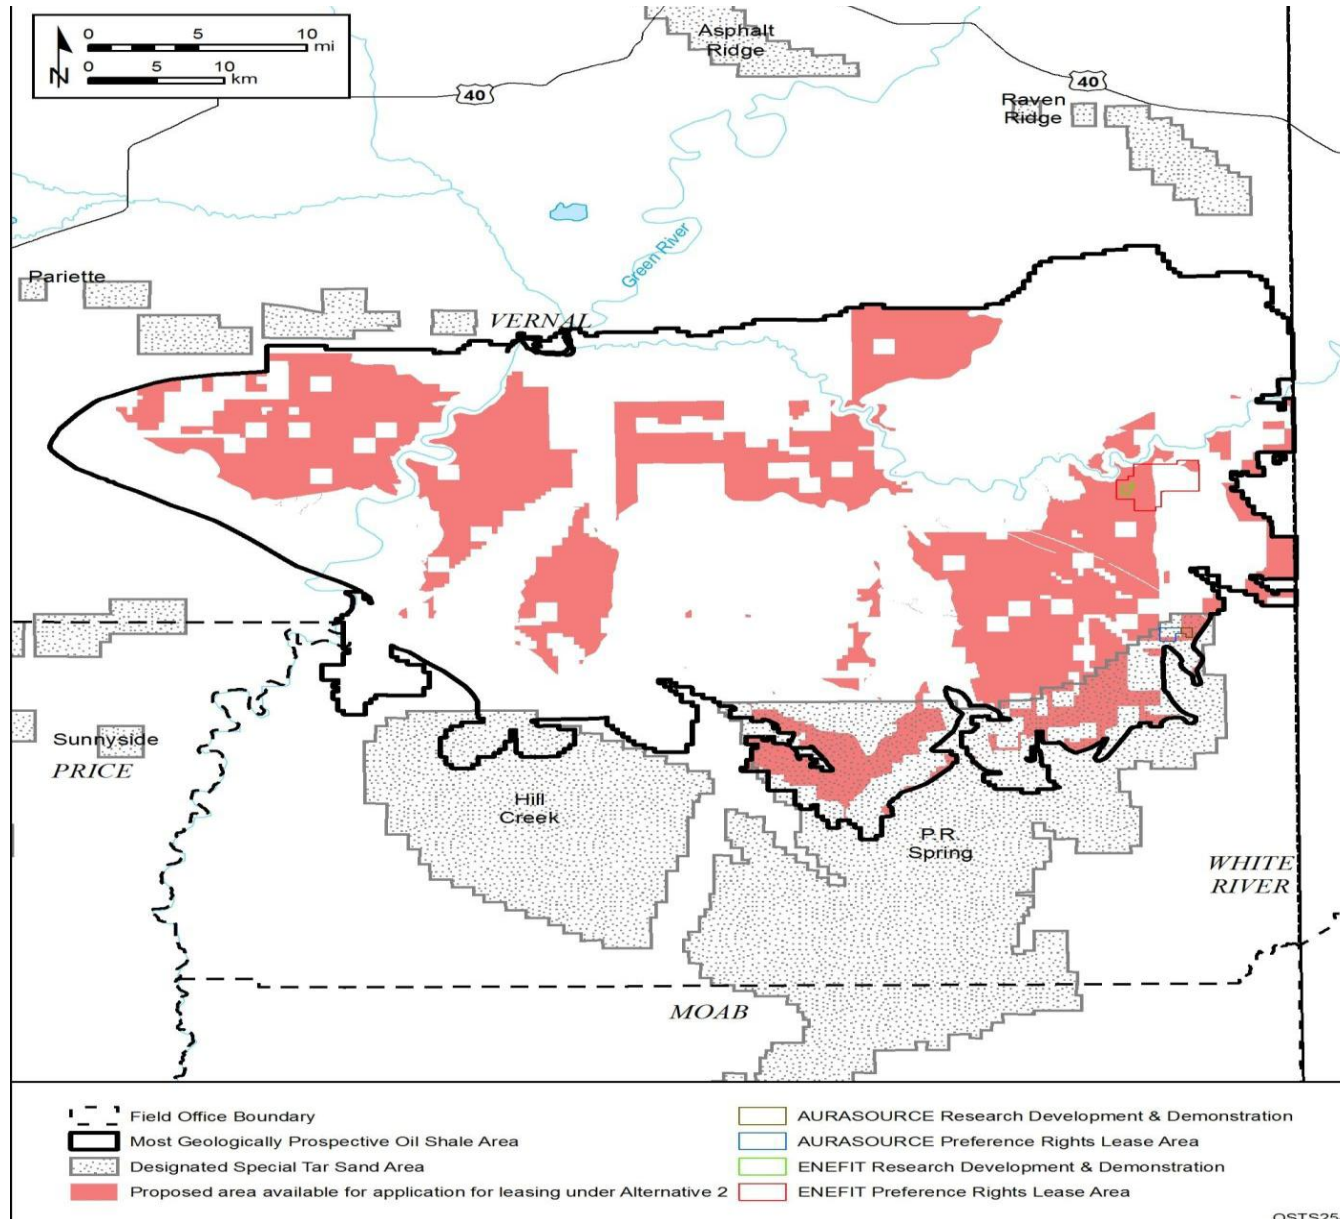 0 5 10
mi
0 5 10
km
N
Asphalt
Ridge
40
40
Raven
Ridge
Green River
Pariette
VERNAL
Sunnyside
PRICE
Hill
Creek
P.R.
Spring
WHITE
RIVER
MOAB
Field Office Boundary
Most Geologically Prospective Oil Shale Area
Designated Special Tar Sand Area
Proposed area available for application for leasing under Alternative 2
AURASOURCE Research Development & Demonstration
AURASOURCE Preference Rights Lease Area
ENEFIT Research Development & Demonstration
ENEFIT Preference Rights Lease Area